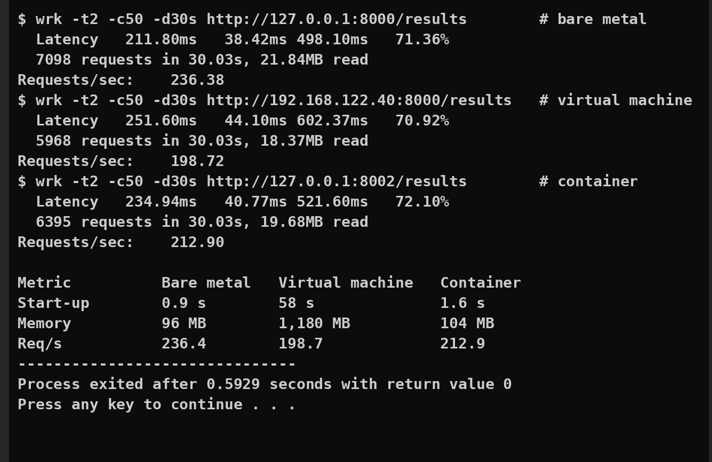 $ wrk -t2 -c50 -d30s http://127.0.0.1:8000/results        # bare metal
  Latency   211.80ms   38.42ms 498.10ms   71.36%
  7098 requests in 30.03s, 21.84MB read
Requests/sec:    236.38
$ wrk -t2 -c50 -d30s http://192.168.122.40:8000/results   # virtual machine
  Latency   251.60ms   44.10ms 602.37ms   70.92%
  5968 requests in 30.03s, 18.37MB read
Requests/sec:    198.72
$ wrk -t2 -c50 -d30s http://127.0.0.1:8002/results        # container
  Latency   234.94ms   40.77ms 521.60ms   72.10%
  6395 requests in 30.03s, 19.68MB read
Requests/sec:    212.90

Metric          Bare metal   Virtual machine   Container
Start-up        0.9 s        58 s              1.6 s
Memory          96 MB        1,180 MB          104 MB
Req/s           236.4        198.7             212.9
-------------------------------
Process exited after 0.5929 seconds with return value 0
Press any key to continue . . .